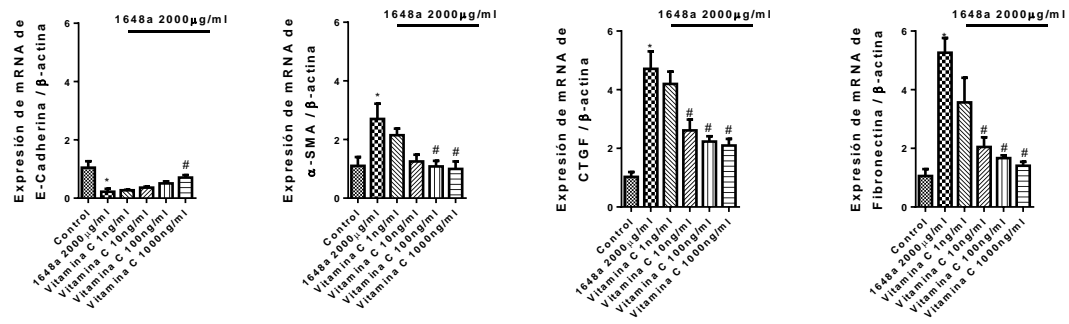 1648a 2000μg/ml
Expresión de mRNA de
E-Cadherina / β-actina
6
4
2
0
*
#
Control
1648a 2000μg/ml
Vitamina C 1ng/ml
Vitamina C 10ng/ml
Vitamina C 100ng/ml
Vitamina C 1000ng/ml
1648a 2000μg/ml
Expresión de mRNA de
α-SMA / β-actina
6
4
2
0
*
#
#
Control
1648a 2000μg/ml
Vitamina C 1ng/ml
Vitamina C 10ng/ml
Vitamina C 100ng/ml
Vitamina C 1000ng/ml
1648a 2000μg/ml
Expresión de mRNA de
CTGF / β-actina
6
4
2
0
*
#
#
#
Control
1648a 2000μg/ml
Vitamina C 1ng/ml
Vitamina C 10ng/ml
Vitamina C 100ng/ml
Vitamina C 1000ng/ml
1648a 2000μg/ml
Expresión de mRNA de
Fibronectina / β-actina
6
4
2
0
*
#
#
#
Control
1648a 2000μg/ml
Vitamina C 1ng/ml
Vitamina C 10ng/ml
Vitamina C 100ng/ml
Vitamina C 1000ng/ml